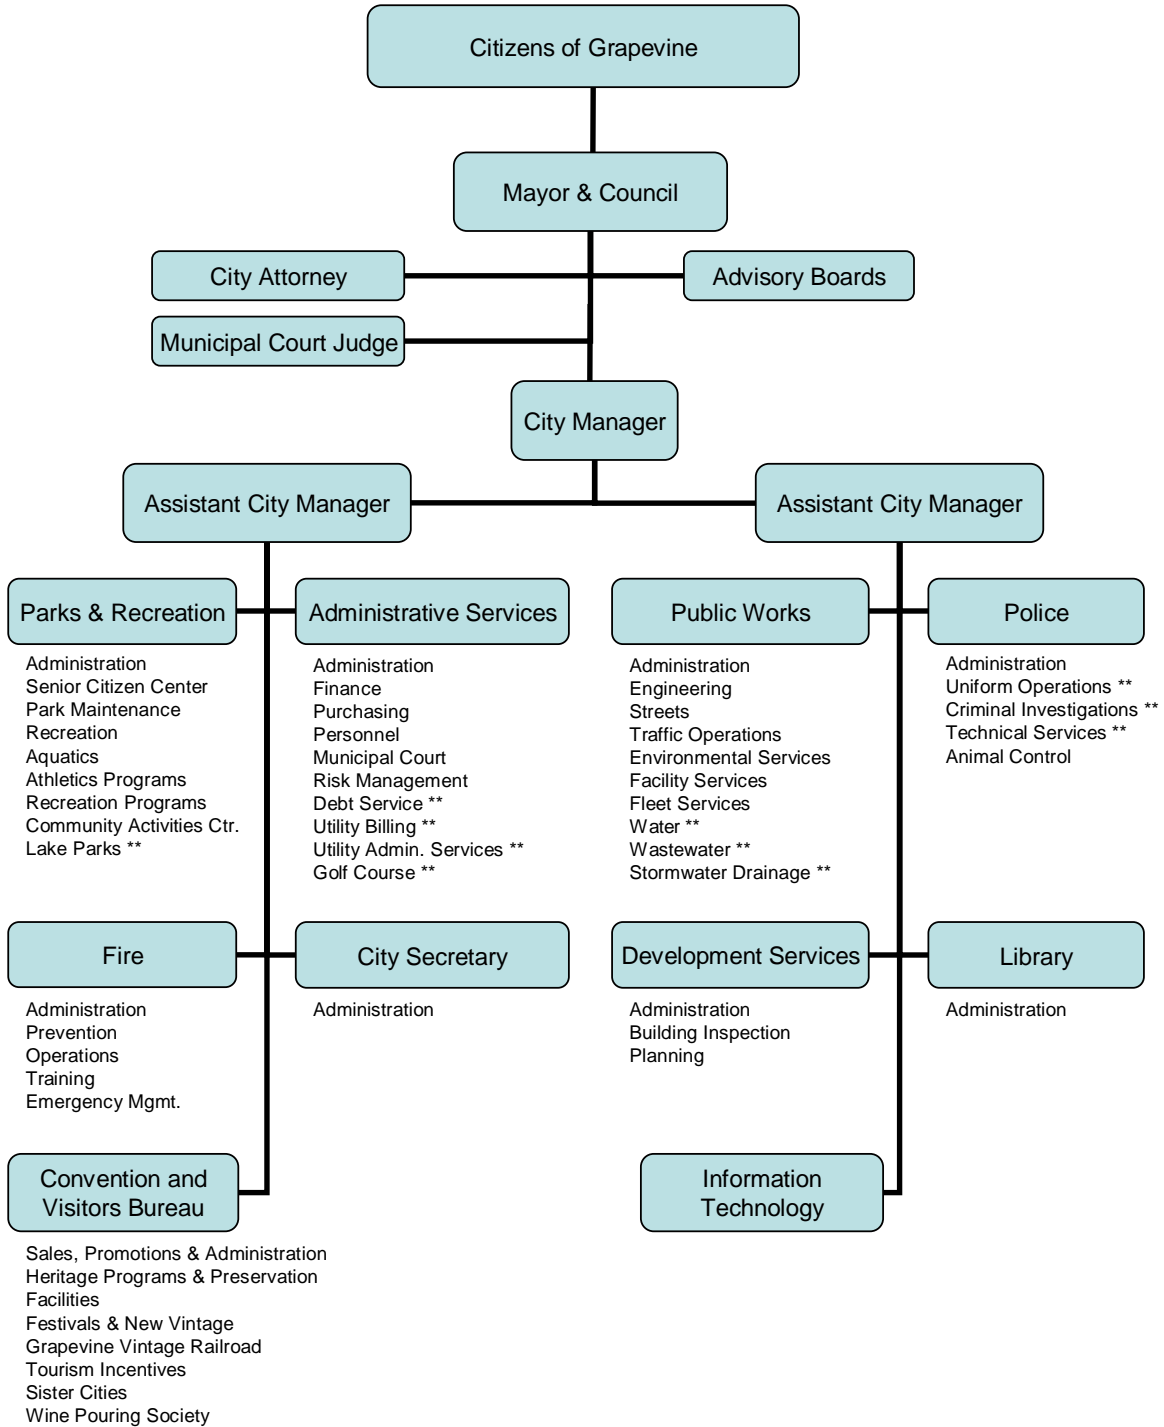 Citizens of Grapevine
Mayor & Council
City Attorney
Advisory Boards
Municipal Court Judge
City Manager
Assistant City Manager
Assistant City Manager
Parks & Recreation
Administration
Senior Citizen Center
Park Maintenance
Recreation
Aquatics
Athletics Programs
Recreation Programs
Community Activities Ctr.
Lake Parks **
Administrative Services
Administration
Finance
Purchasing
Personnel
Municipal Court
Risk Management
Debt Service **
Utility Billing **
Utility Admin. Services **
Golf Course **
Public Works
Administration
Engineering
Streets
Traffic Operations
Environmental Services
Facility Services
Fleet Services
Water **
Wastewater **
Stormwater Drainage **
Police
Administration
Uniform Operations **
Criminal Investigations **
Technical Services **
Animal Control
Fire
Administration
Prevention
Operations
Training
Emergency Mgmt.
City Secretary
Administration
Development Services
Administration
Building Inspection
Planning
Library
Administration
Convention and
Visitors Bureau
Sales, Promotions & Administration
Heritage Programs & Preservation
Facilities
Festivals & New Vintage
Grapevine Vintage Railroad
Tourism Incentives
Sister Cities
Wine Pouring Society
Information
Technology